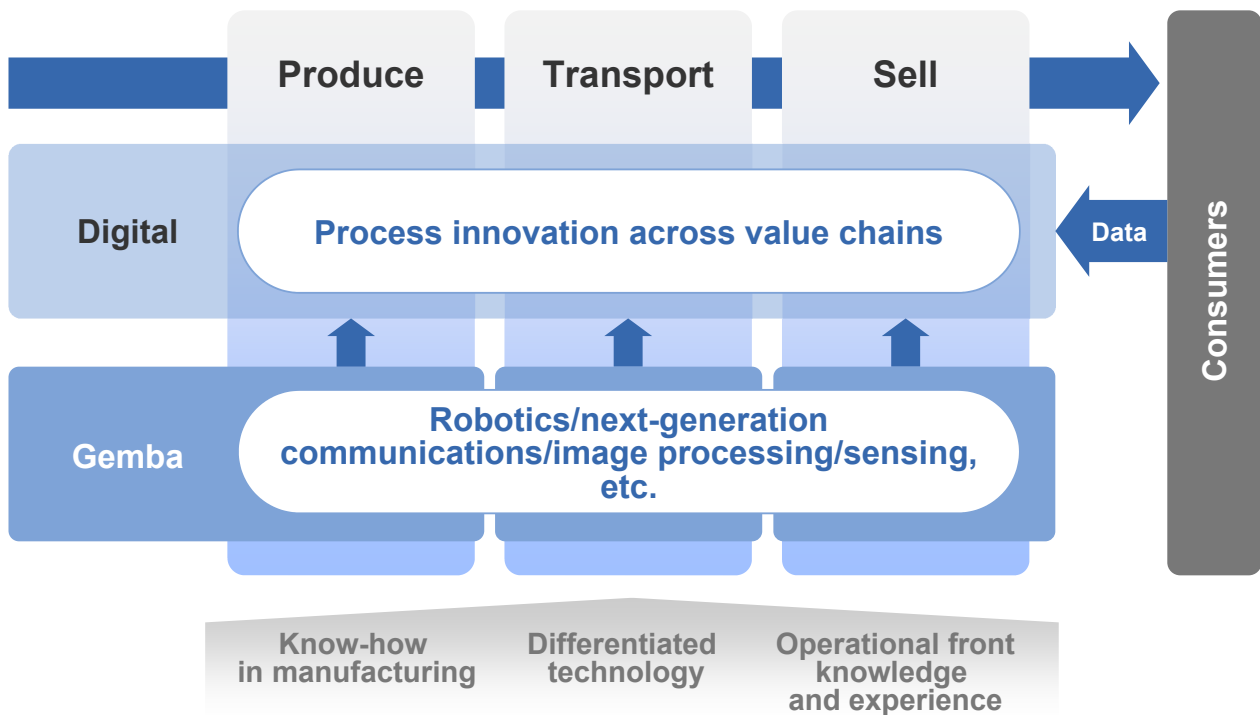 Produce
Transport
Sell
Digital
Process innovation across value chains
Data
Consumers
Gemba
Robotics/next-generation
communications/image processing/sensing,
etc.
Know-how
in manufacturing
Differentiated
technology
Operational front
knowledge
and experience